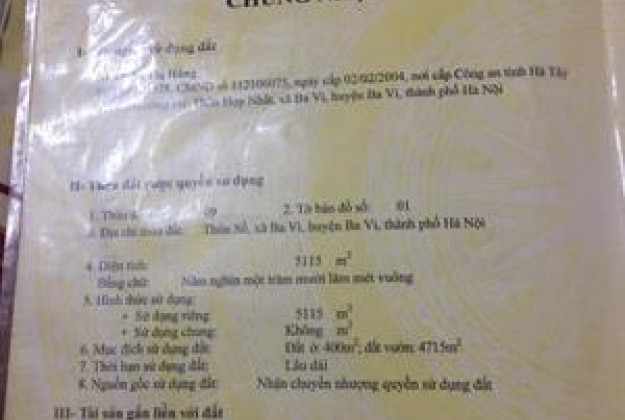 CHỨNG
I- sử dụng đất
Hằng
CMND số 112106075, ngày cấp 02/02/2004, nơi cấp Công an tỉnh Hà Tây
Thôn Hợp Nhất, xã Ba Vì, huyện Ba Vì, thành phố Hà Nội
II- Thửa đất được quyền sử dụng
1. Thửa 09 2. Tờ bản đồ số: 01
3. Địa chỉ thửa đất: Thôn Sổ, xã Ba Vì, huyện Ba Vì, thành phố Hà Nội
4. Diện tích: 5115 m²
Bằng chữ: Năm nghìn một trăm mười lăm mét vuông
5. Hình thức sử dụng:
+ Sử dụng riêng: 5115 m²
+ Sử dụng chung: Không m²
6. Mục đích sử dụng đất: Đất ở: 400m²; đất vườn: 4715m²
7. Thời hạn sử dụng đất: Lâu dài
8. Nguồn gốc sử dụng đất: Nhận chuyển nhượng quyền sử dụng đất
III- Tài sản gắn liền với đất